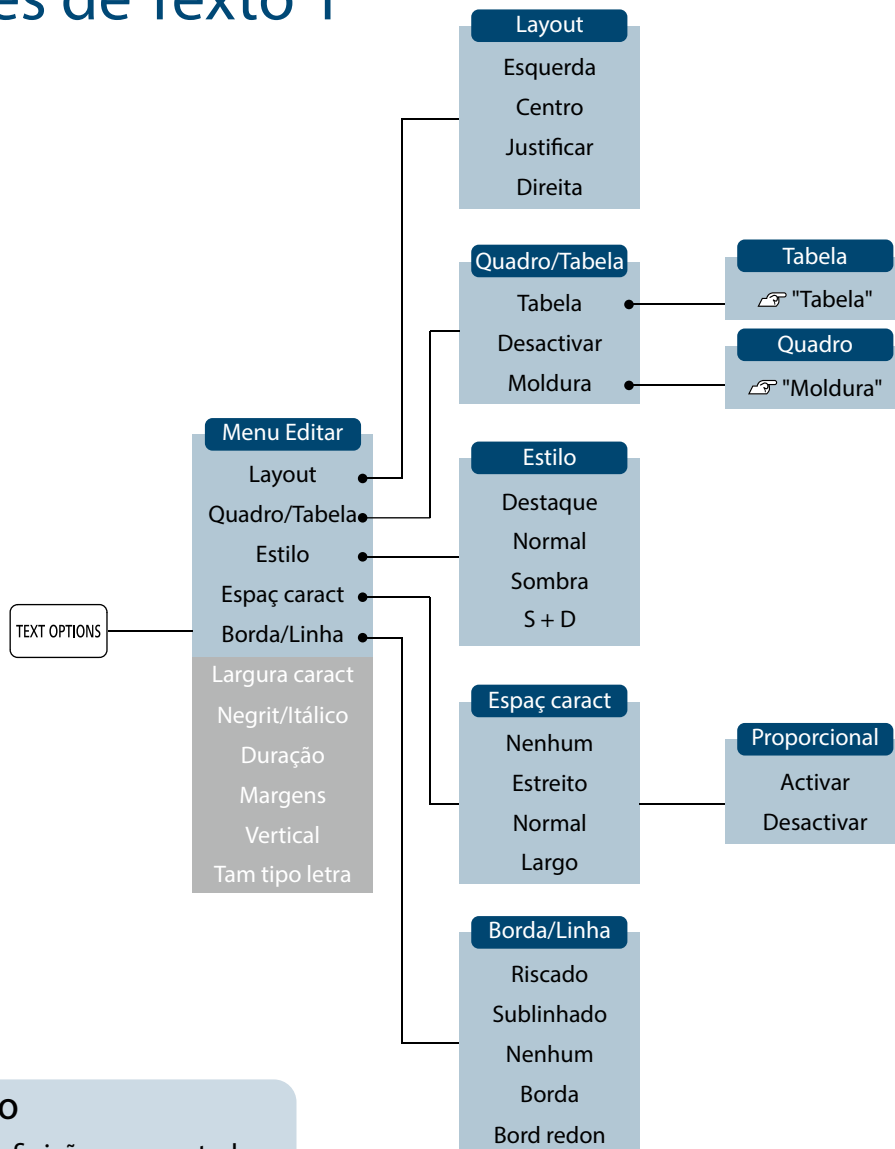 es de Texto 1
Layout
Esquerda
Centro
Justificar
Direita
Quadro/Tabela
Tabela
Desactivar
Moldura
Tabela
"Tabela"
Quadro
"Moldura"
Menu Editar
Layout
Quadro/Tabela
Estilo
Espaç caract
Borda/Linha
Largura caract
Negrit/Itálico
Duração
Margens
Vertical
Tam tipo letra
TEXT OPTIONS
Estilo
Destaque
Normal
Sombra
S + D
Espaç caract
Nenhum
Estreito
Normal
Largo
Proporcional
Activar
Desactivar
Borda/Linha
Riscado
Sublinhado
Nenhum
Borda
Bord redon
o